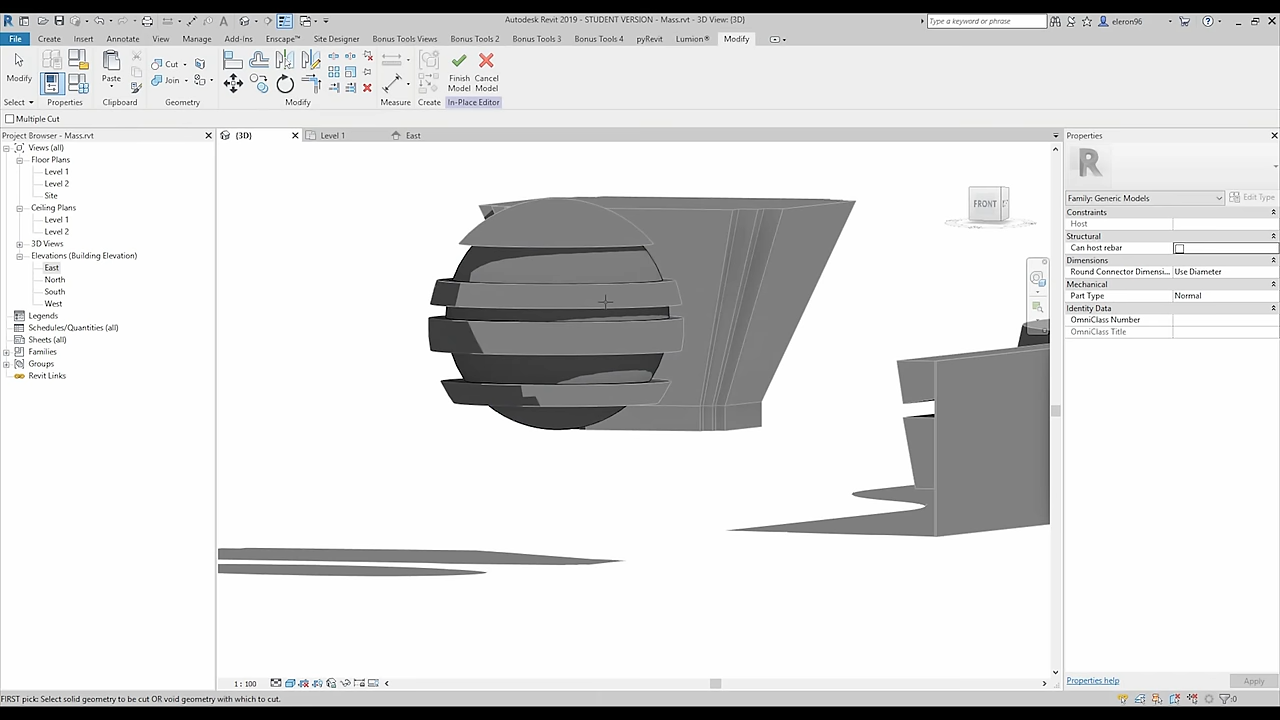 Autodesk Revit 2019 - STUDENT VERSION - Mass.rvt - 3D View: {3D}
Type a keyword or phrase
eleron96
File Create Insert Annotate View Manage Add-Ins Enscape™ Site Designer Bonus Tools Views Bonus Tools 2 Bonus Tools 3 Bonus Tools 4 pyRevit Lumion® Modify
Modify
Paste
Cut
Join
Finish Model
Cancel Model
Select Properties Clipboard Geometry Modify Measure Create In-Place Editor
Multiple Cut
Project Browser - Mass.rvt
{3D}
Level 1
East
Properties
Views (all)
Floor Plans
Level 1
Level 2
Site
Ceiling Plans
Level 1
Level 2
3D Views
Elevations (Building Elevation)
East
North
South
West
Legends
Schedules/Quantities (all)
Sheets (all)
Families
Groups
Revit Links
FRONT
Family: Generic Models
Edit Type
Constraints
Host
Structural
Can host rebar
Dimensions
Round Connector Dimensi... Use Diameter
Mechanical
Part Type Normal
Identity Data
OmniClass Number
OmniClass Title
Properties help
Apply
1 : 100
FIRST pick: Select solid geometry to be cut OR void geometry with which to cut.
:0